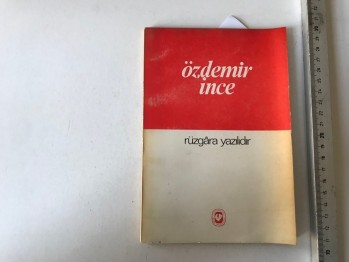 özdemir
ince
rüzgâra yazılıdır